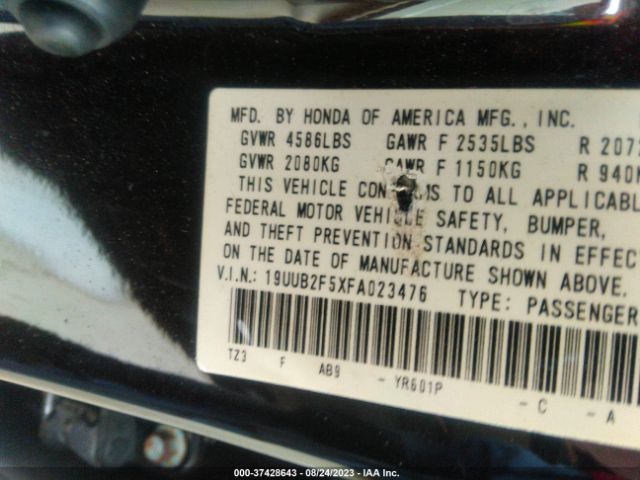 MFD. BY HONDA OF AMERICA MFG., INC.
GVWR 4586LBS GAWR F 2535LBS R 2072
GVWR 2080KG GAWR F 1150KG R 940K
THIS VEHICLE CONFORMS TO ALL APPLICABLE
FEDERAL MOTOR VEHICLE SAFETY, BUMPER,
AND THEFT PREVENTION STANDARDS IN EFFEC
ON THE DATE OF MANUFACTURE SHOWN ABOVE.
V.I.N.: 19UUB2F5XFA023476 TYPE: PASSENGER
TZ3 F AB9 - YR601P - C - A
000-37428643 - 08/24/2023 - IAA Inc.